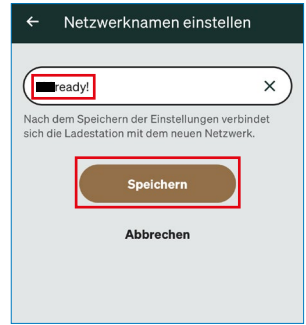 Netzwerknamen einstellen
ready!
Nach dem Speichern der Einstellungen verbindet
sich die Ladestation mit dem neuen Netzwerk.
Speichern
Abbrechen